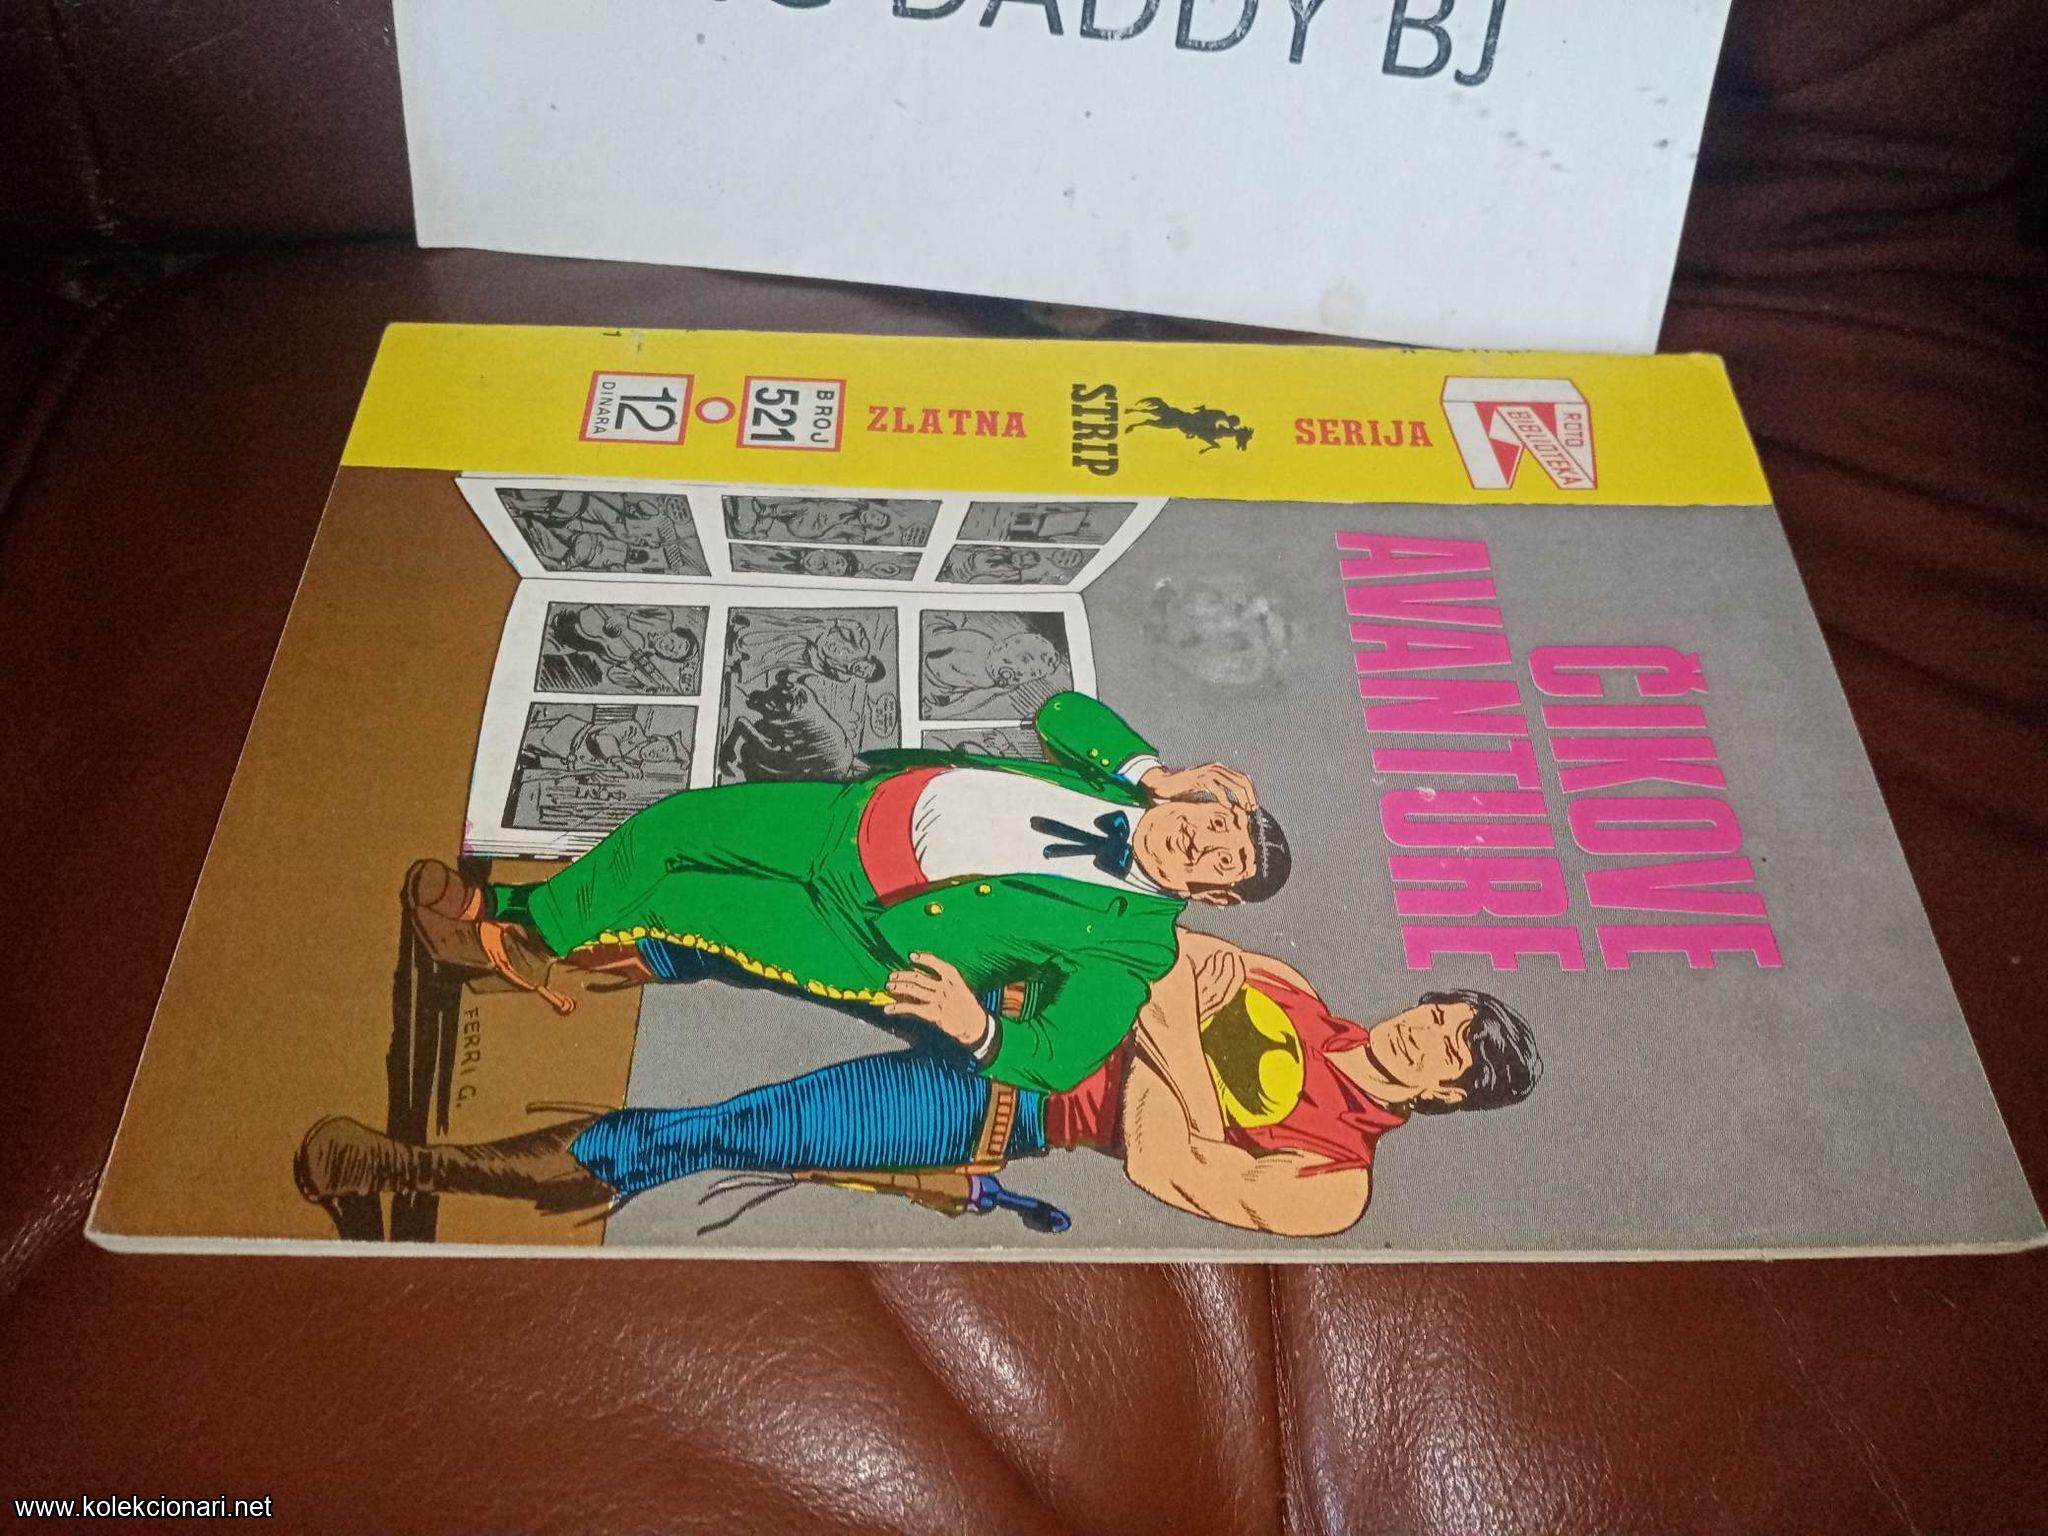 DADDY BJ
ROTO
BIBLIOTEKA
SERIJA
STRIP
ZLATNA
BROJ
521
12
DINARA
ČIKOVE
AVANTURE
FERRI G.
www.kolekcionari.net